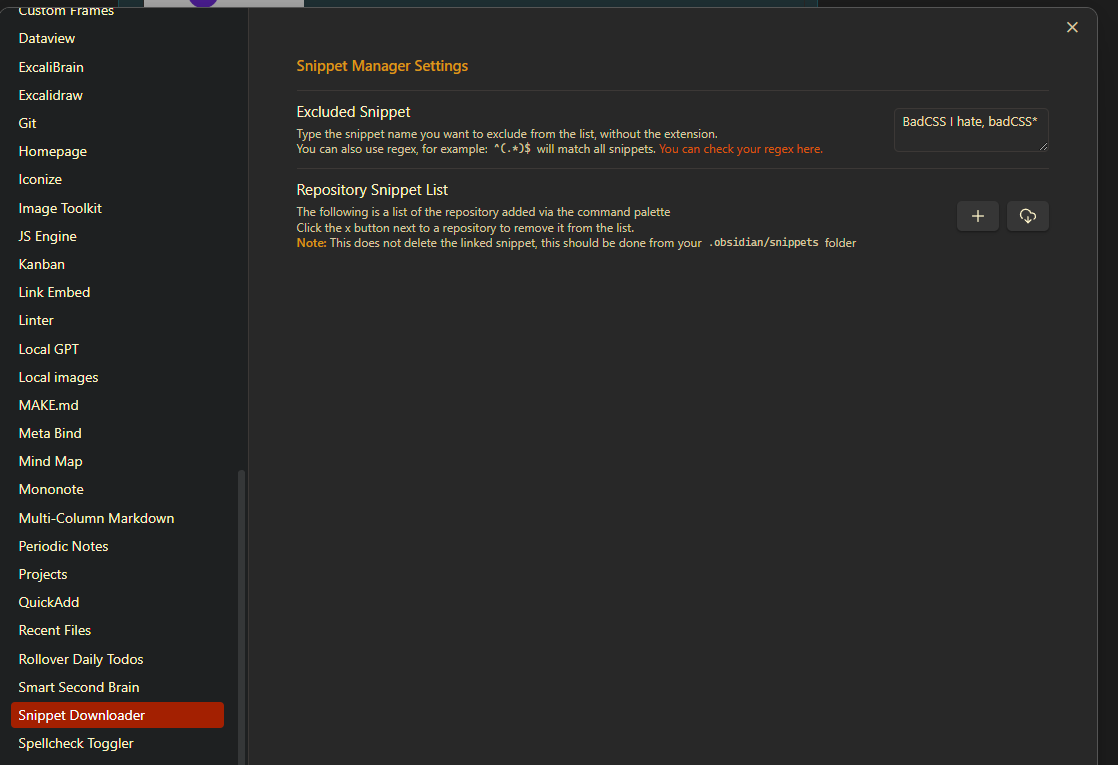 Custom Frames
Dataview
ExcaliBrain
Excalidraw
Git
Homepage
Iconize
Image Toolkit
JS Engine
Kanban
Link Embed
Linter
Local GPT
Local images
MAKE.md
Meta Bind
Mind Map
Mononote
Multi-Column Markdown
Periodic Notes
Projects
QuickAdd
Recent Files
Rollover Daily Todos
Smart Second Brain
Snippet Downloader
Spellcheck Toggler
Snippet Manager Settings
Excluded Snippet
Type the snippet name you want to exclude from the list, without the extension.
You can also use regex, for example: ^(.*)$ will match all snippets. You can check your regex here.
BadCSS I hate, badCSS*
Repository Snippet List
The following is a list of the repository added via the command palette
Click the x button next to a repository to remove it from the list.
Note: This does not delete the linked snippet, this should be done from your .obsidian/snippets folder